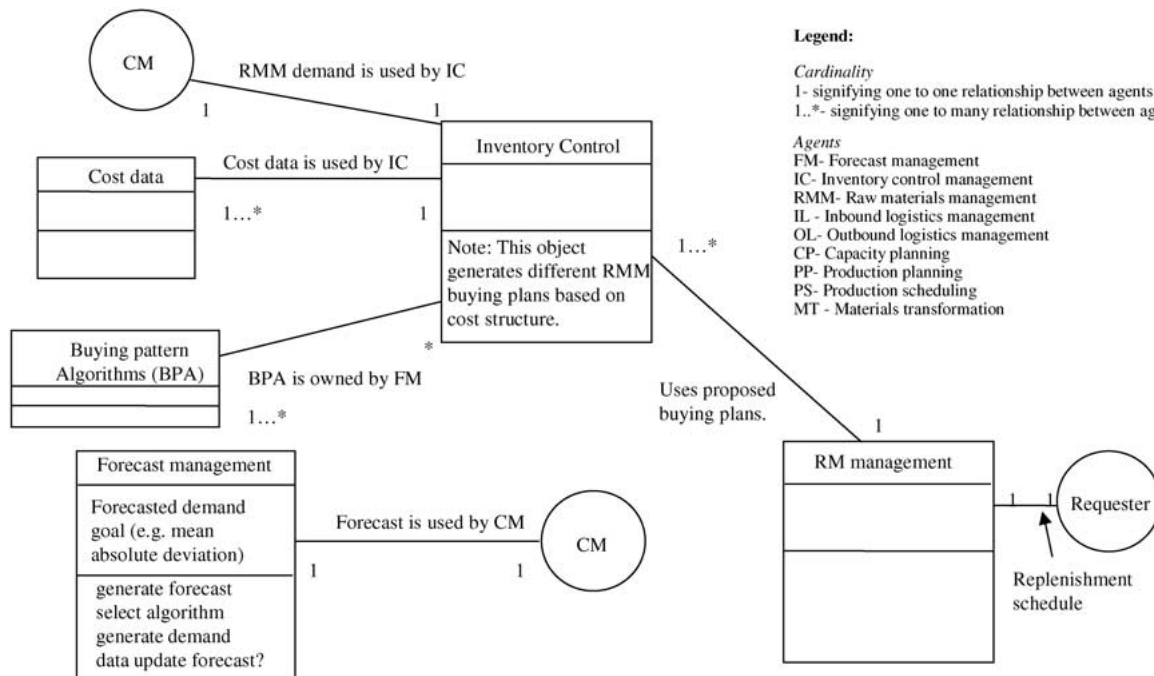 CM
RMM demand is used by IC
1
1
Cost data
Cost data is used by IC
1...*
1
Inventory Control
Note: This object
generates different RMM
buying plans based on
cost structure.
Buying pattern
Algorithms (BPA)
BPA is owned by FM
1...*
*
1...*
Uses proposed
buying plans.
1
Forecast management
Forecasted demand
goal (e.g. mean
absolute deviation)
generate forecast
select algorithm
generate demand
data update forecast?
Forecast is used by CM
1
1
CM
RM management
1
1
Requester
Replenishment
schedule
Legend:
Cardinality
1- signifying one to one relationship between agents
1..*- signifying one to many relationship between ag
Agents
FM- Forecast management
IC- Inventory control management
RMM- Raw materials management
IL - Inbound logistics management
OL- Outbound logistics management
CP- Capacity planning
PP- Production planning
PS- Production scheduling
MT - Materials transformation